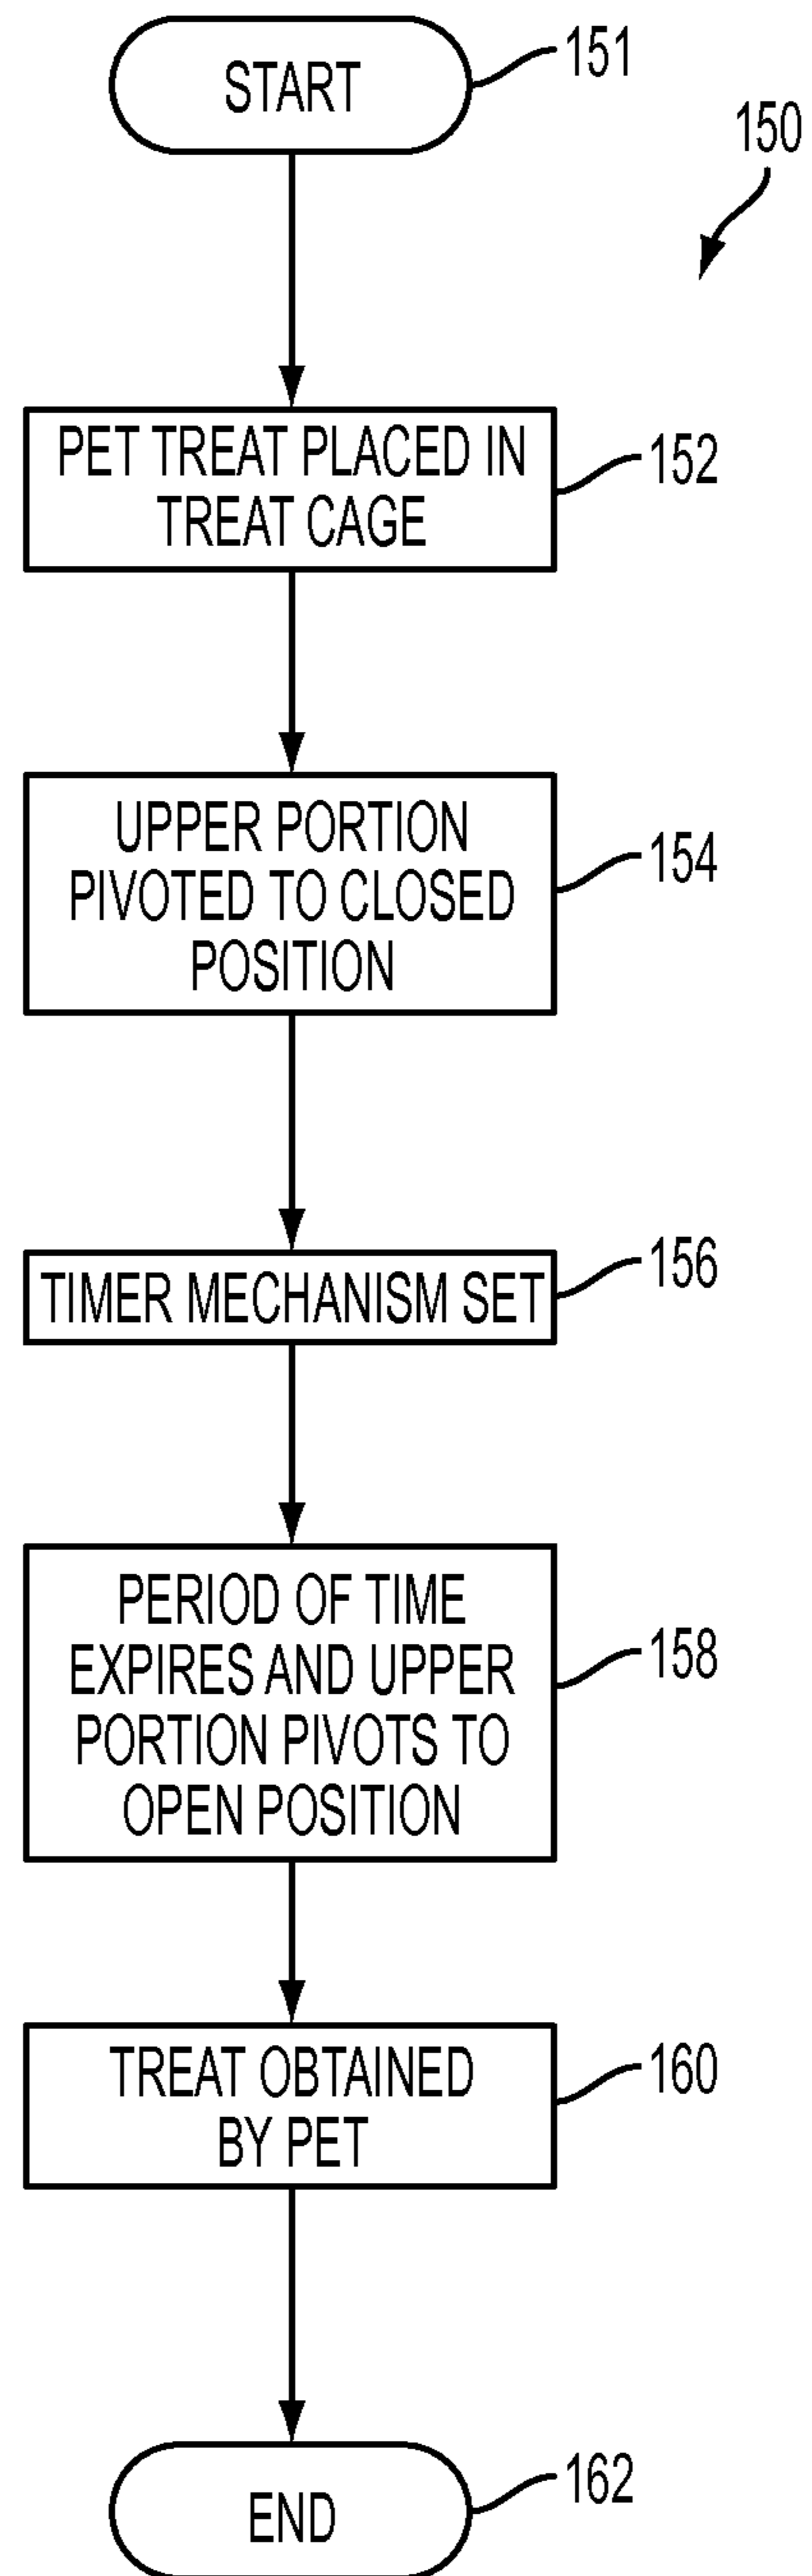 START
151
150
PET TREAT PLACED IN
TREAT CAGE
152
UPPER PORTION
PIVOTED TO CLOSED
POSITION
154
TIMER MECHANISM SET
156
PERIOD OF TIME
EXPIRES AND UPPER
PORTION PIVOTS TO
OPEN POSITION
158
TREAT OBTAINED
BY PET
160
END
162